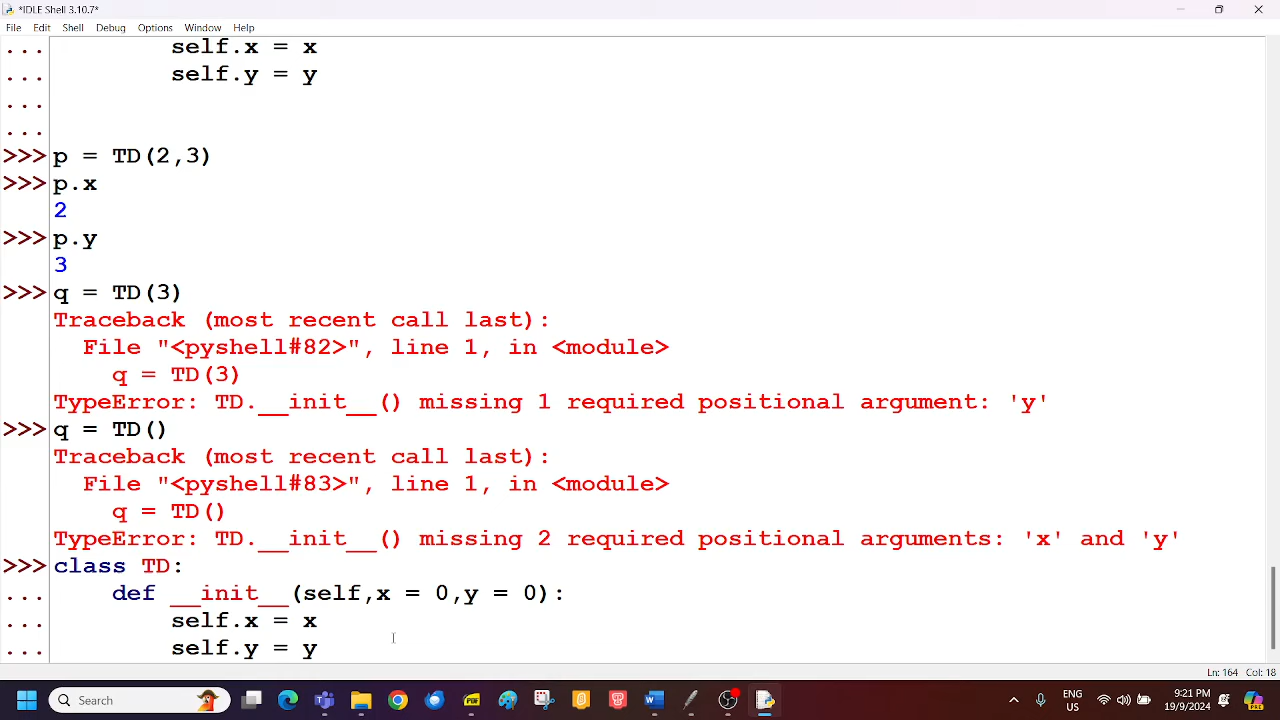 *IDLE Shell 3.10.7*
File Edit Shell Debug Options Window Help
... self.x = x
... self.y = y
...
...
>>> p = TD(2,3)
>>> p.x
2
>>> p.y
3
>>> q = TD(3)
Traceback (most recent call last):
  File "<pyshell#82>", line 1, in <module>
    q = TD(3)
TypeError: TD.__init__() missing 1 required positional argument: 'y'
>>> q = TD()
Traceback (most recent call last):
  File "<pyshell#83>", line 1, in <module>
    q = TD()
TypeError: TD.__init__() missing 2 required positional arguments: 'x' and 'y'
>>> class TD:
...     def __init__(self,x = 0,y = 0):
...         self.x = x
...         self.y = y
Ln: 164 Col: 18
Search
ENG
US
9:21 PM
19/9/2024